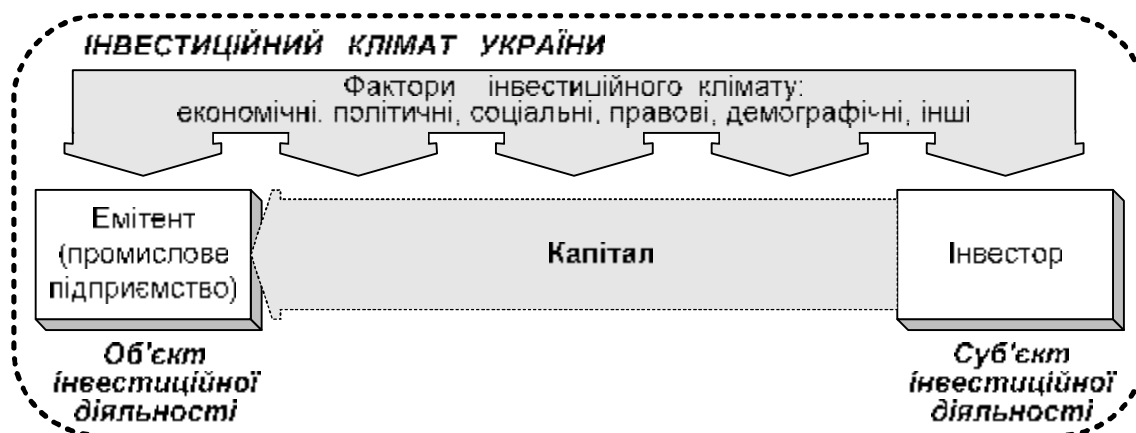 ІНВЕСТИЦІЙНИЙ КЛІМАТ УКРАЇНИ
Фактори інвестиційного клімату:
економічні. політичні, соціальні, правові, демографічні, інші
Емітент
(промислове
підприємство)
Капітал
Інвестор
Об'єкт
інвестиційної
діяльності
Суб'єкт
інвестиційної
діяльності